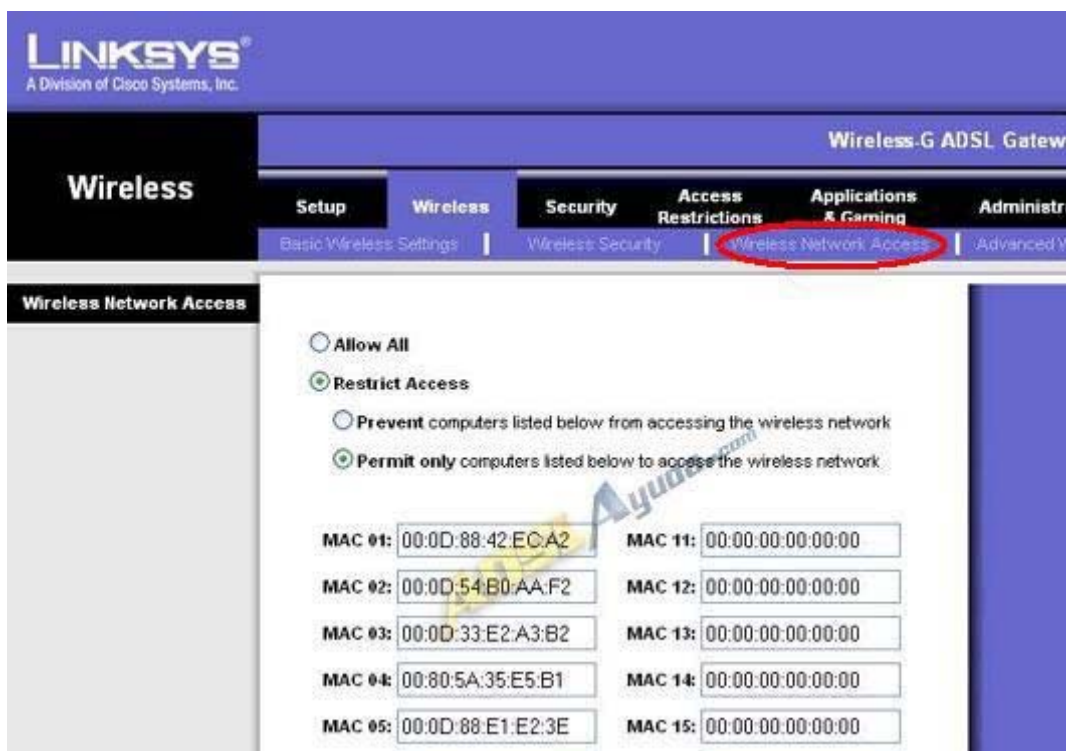 LINKSYS®
A Division of Cisco Systems, Inc.
Wireless-G ADSL Gatew
Wireless
Setup Wireless Security Access Restrictions Applications & Gaming Administr
Basic Wireless Settings Wireless Security Wireless Network Access Advanced W
Wireless Network Access
Allow All
Restrict Access
Prevent computers listed below from accessing the wireless network
Permit only computers listed below to access the wireless network
ADSL Ayuda.com
MAC 01: 00:0D:88:42:EC:A2 MAC 11: 00:00:00:00:00:00
MAC 02: 00:0D:54:B0:AA:F2 MAC 12: 00:00:00:00:00:00
MAC 03: 00:0D:33:E2:A3:B2 MAC 13: 00:00:00:00:00:00
MAC 04: 00:80:5A:35:E5:B1 MAC 14: 00:00:00:00:00:00
MAC 05: 00:0D:88:E1:E2:3E MAC 15: 00:00:00:00:00:00